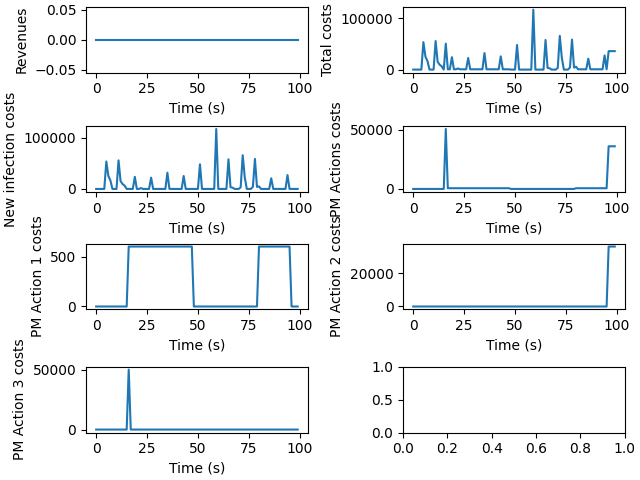 Revenues
0.05
0.00
−0.05
0 25 50 75 100
Time (s)
Total costs
100000
0
0 25 50 75 100
Time (s)
New infection costs
100000
0
0 25 50 75 100
Time (s)
PM Actions costs
50000
0
0 25 50 75 100
Time (s)
PM Action 1 costs
500
0
0 25 50 75 100
Time (s)
PM Action 2 costs
20000
0
0 25 50 75 100
Time (s)
PM Action 3 costs
50000
0
0 25 50 75 100
Time (s)
1.0
0.5
0.0
0.0 0.2 0.4 0.6 0.8 1.0